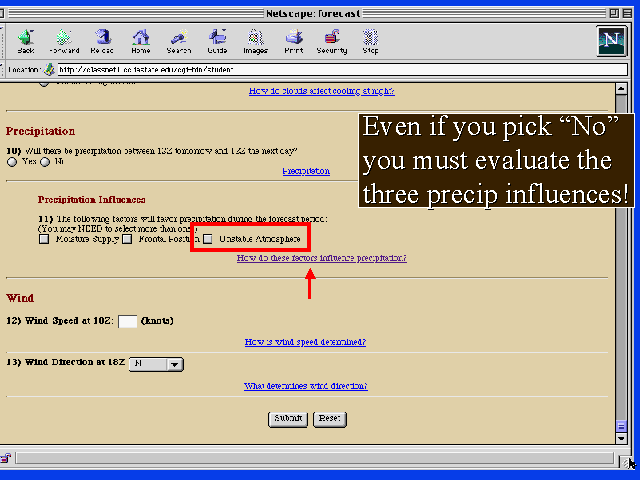 Netscape: forecast
Back Forward Reload Home Search Guide Images Print Security Stop
N
Location: http://classnet1.cc.iastate.edu/cgi-bin/student
How do clouds affect cooling at night?
Precipitation
10) Will there be precipitation between 12Z tomorrow and 12Z the next day?
Yes No
Precipitation
Even if you pick “No”
you must evaluate the
three precip influences!
Precipitation Influences
11) The following factors will favor precipitation during the forecast period:
(You may NEED to select more than one.)
Moisture Supply Frontal Position Unstable Atmosphere
How do these factors influence precipitation?
Wind
12) Wind Speed at 18Z: (knots)
How is wind speed determined?
13) Wind Direction at 18Z N
What determines wind direction?
Submit Reset